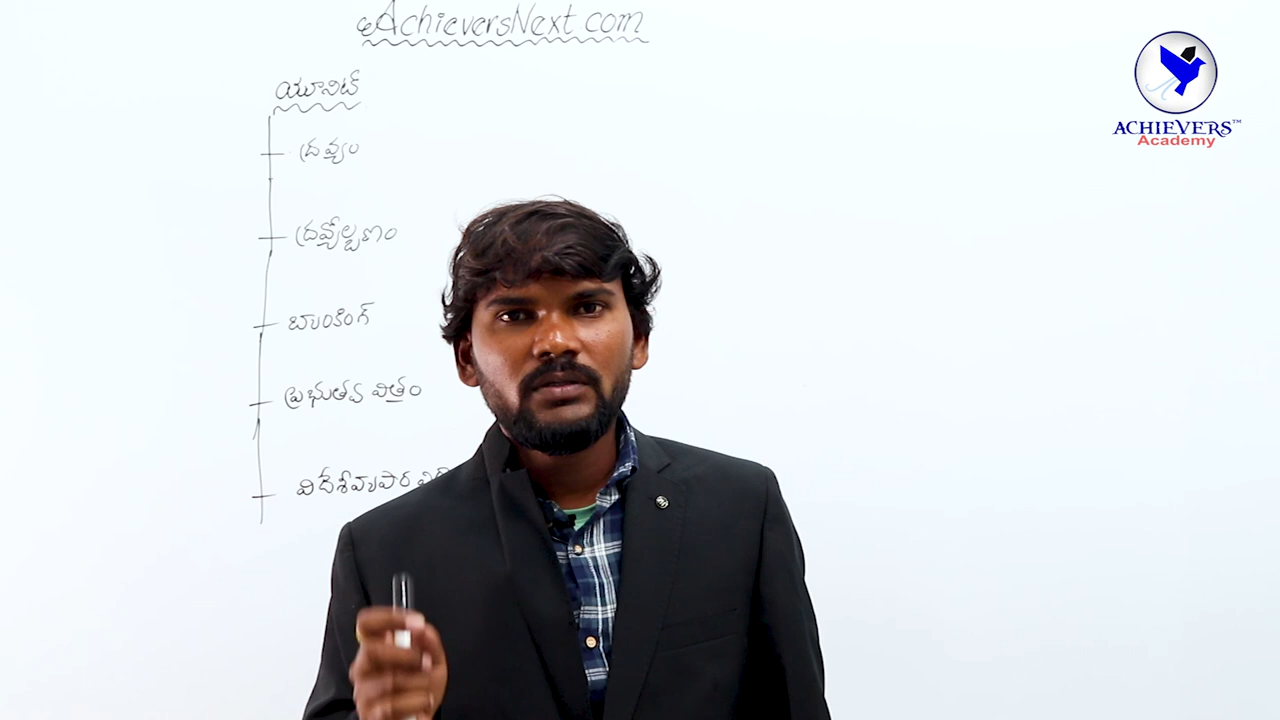 eAchieversNext.com
ACHIEVERS™
Academy
యూనిట్
ద్రవ్యం
ద్రవ్యోల్బణం
బ్యాంకింగ్
ప్రభుత్వ విత్తం
విదేశీవ్యాపార